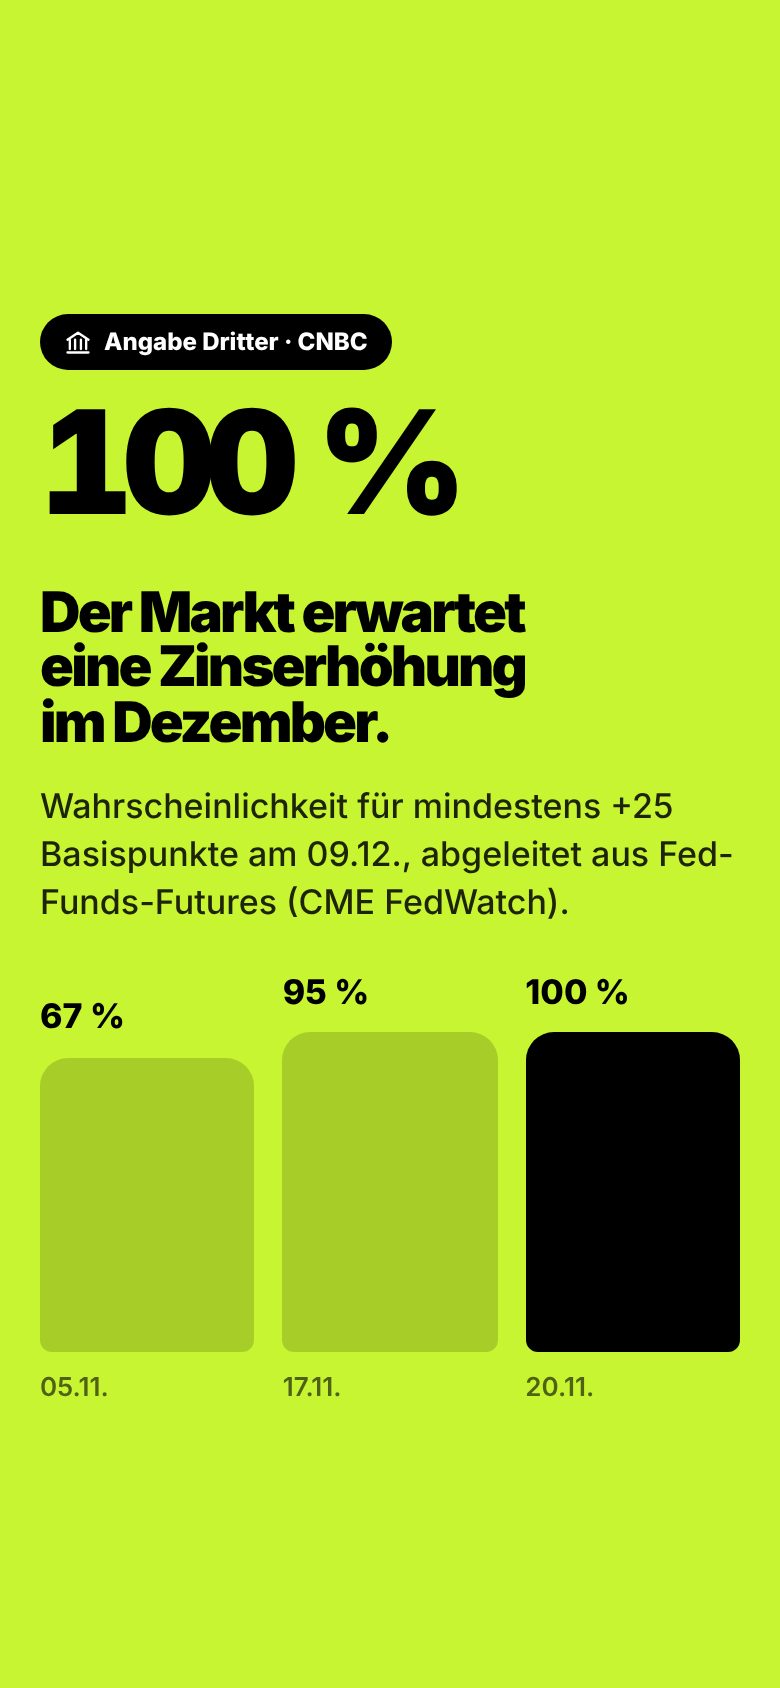 Angabe Dritter · CNBC
100 %
Der Markt erwartet
eine Zinserhöhung
im Dezember.
Wahrscheinlichkeit für mindestens +25
Basispunkte am 09.12., abgeleitet aus Fed-
Funds-Futures (CME FedWatch).
67 %
95 %
100 %
05.11.
17.11.
20.11.